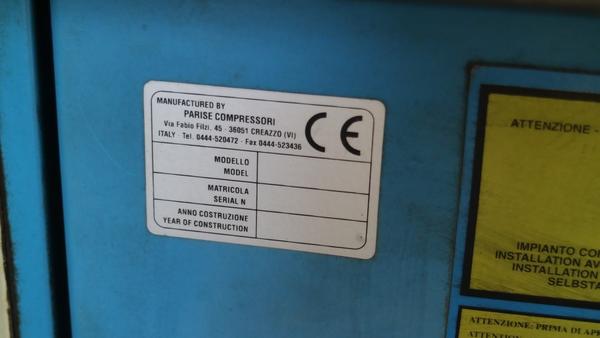 MANUFACTURED BY
PARISE COMPRESSORI
Via Fabio Filzi, 45 - 36051 CREAZZO (VI)
ITALY - Tel. 0444-520472 - Fax 0444-523436
CE
MODELLO
MODEL
MATRICOLA
SERIAL N
ANNO COSTRUZIONE
YEAR OF CONSTRUCTION
ATTENZIONE -
IMPIANTO CO
INSTALLATION AV
INSTALLATION
SELBSTA
ATTENZIONE: PRIMA DI APR
ATTENTION